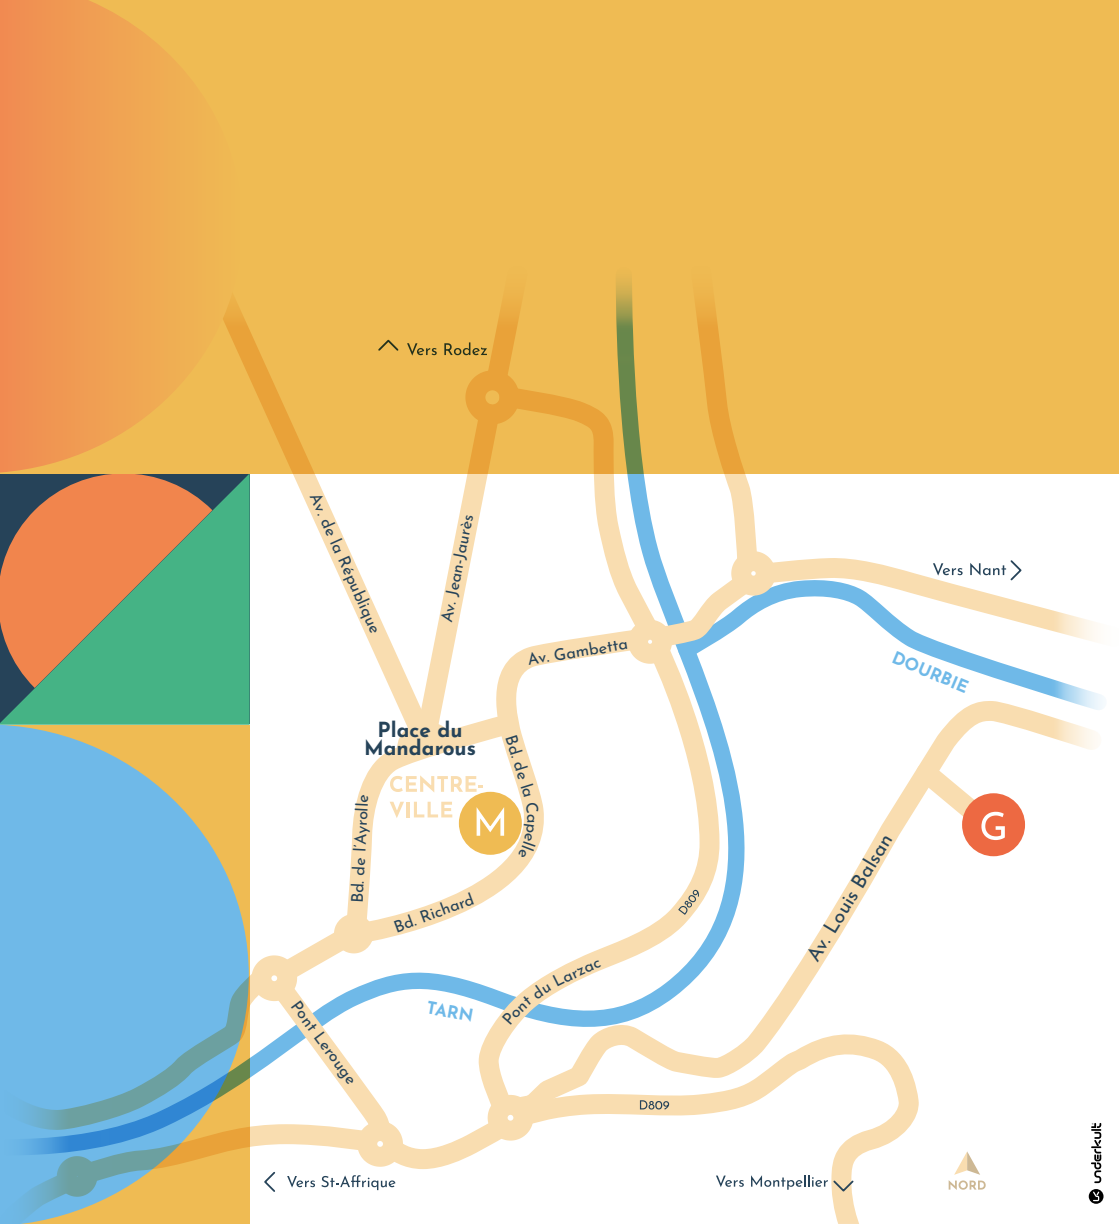 Vers Rodez
Av. de la République
Av. Jean-Jaurès
Vers Nant
Av. Gambetta
DOURBIE
Place du
Mandarous
CENTRE-
VILLE
M
Bd. de la Capelle
G
Bd. de l'Ayrolle
Av. Louis Balsan
Bd. Richard
D809
Pont du Larzac
TARN
Pont Lerouge
D809
Vers St-Affrique
Vers Montpellier
NORD
underkult